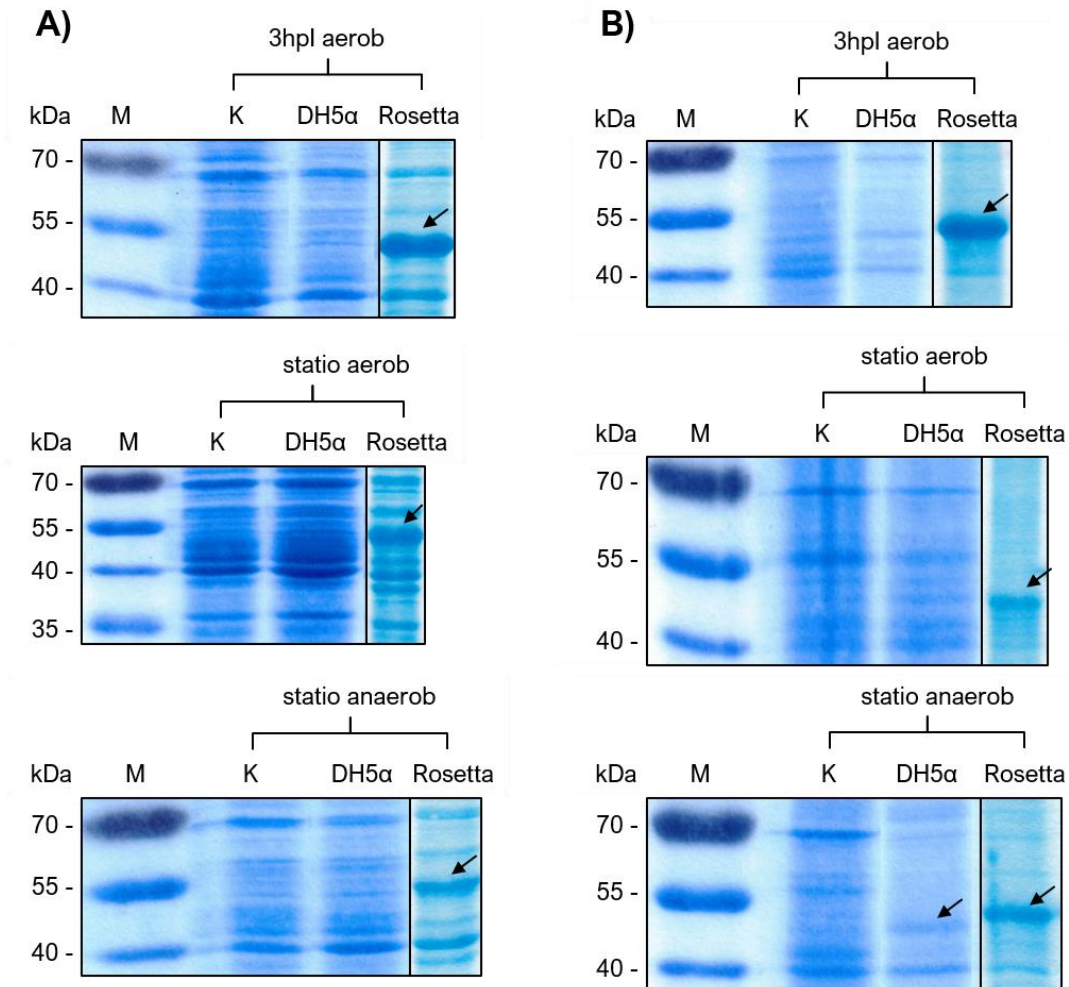 A)
3hpl aerob
kDa M K DH5α Rosetta
70 -
55 -
40 -
statio aerob
kDa M K DH5α Rosetta
70 -
55 -
40 -
35 -
statio anaerob
kDa M K DH5α Rosetta
70 -
55 -
40 -
B)
3hpl aerob
kDa M K DH5α Rosetta
70 -
55 -
40 -
statio aerob
kDa M K DH5α Rosetta
70 -
55 -
40 -
statio anaerob
kDa M K DH5α Rosetta
70 -
55 -
40 -